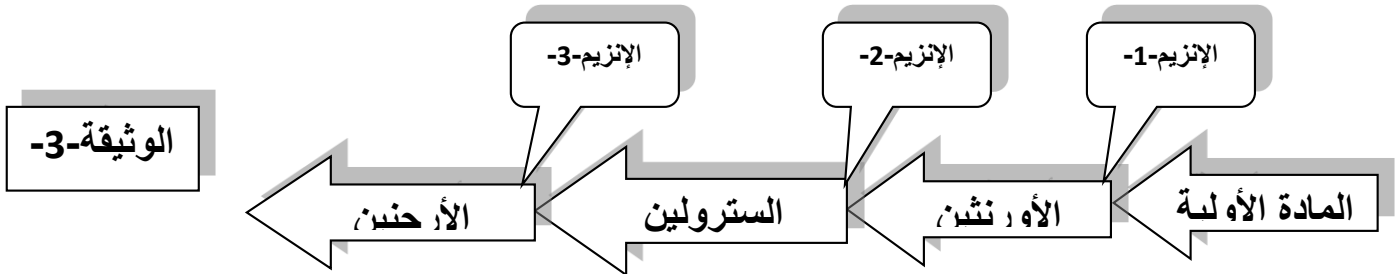 الإنزيم-1-
الإنزيم-2-
الإنزيم-3-
الوثيقة-3-
المادة الأولية
الأورنثين
السترولين
الأرجنين